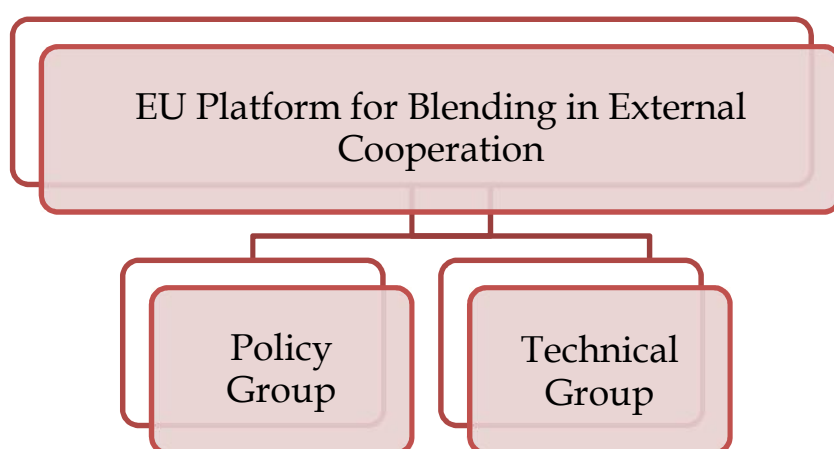 EU Platform for Blending in External
Cooperation
Policy
Group
Technical
Group